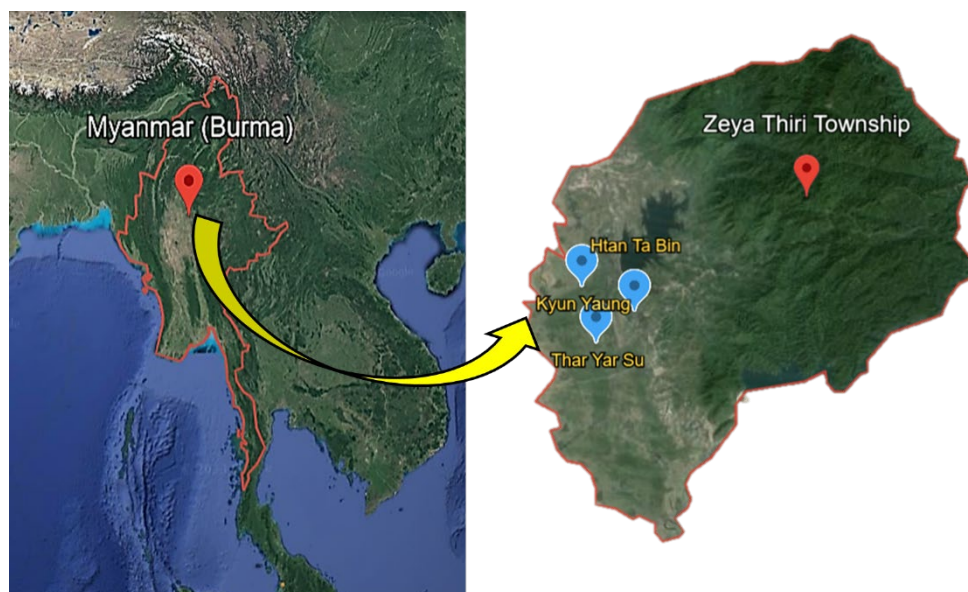 Myanmar (Burma)
Zeya Thiri Township
Htan Ta Bin
Kyun Yaung
Thar Yar Su